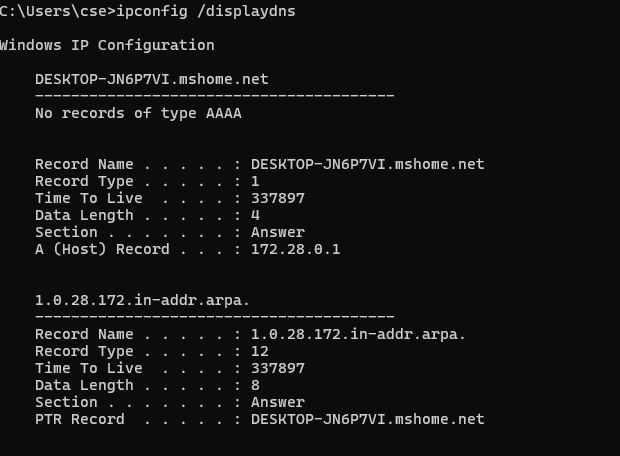 C:\Users\cse>ipconfig /displaydns
Windows IP Configuration
DESKTOP-JN6P7VI.mshome.net
----------------------------------------
No records of type AAAA
Record Name . . . . . : DESKTOP-JN6P7VI.mshome.net
Record Type . . . . . : 1
Time To Live  . . . . : 337897
Data Length . . . . . : 4
Section . . . . . . . : Answer
A (Host) Record . . . : 172.28.0.1
1.0.28.172.in-addr.arpa.
----------------------------------------
Record Name . . . . . : 1.0.28.172.in-addr.arpa.
Record Type . . . . . : 12
Time To Live  . . . . : 337897
Data Length . . . . . : 8
Section . . . . . . . : Answer
PTR Record  . . . . . : DESKTOP-JN6P7VI.mshome.net